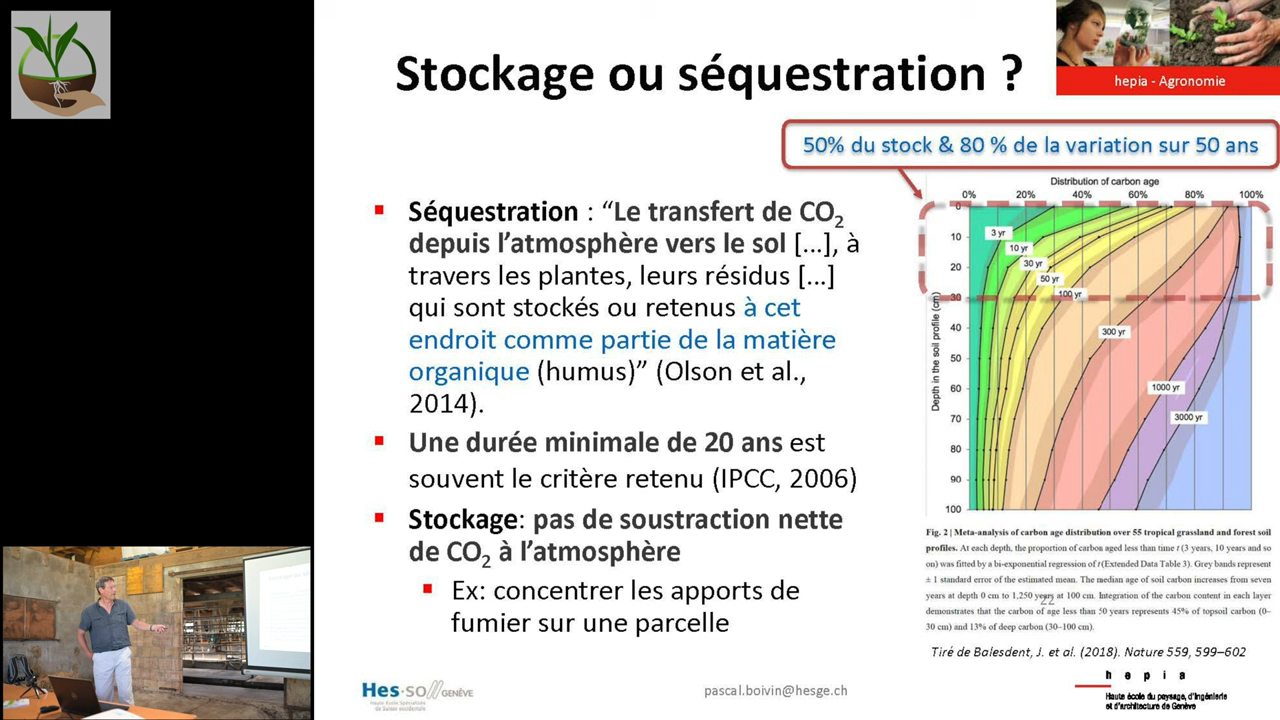 Stockage ou séquestration ?
hepia - Agronomie
50% du stock & 80 % de la variation sur 50 ans
▪ Séquestration : “Le transfert de CO2
depuis l’atmosphère vers le sol [...], à
travers les plantes, leurs résidus [...]
qui sont stockés ou retenus à cet
endroit comme partie de la matière
organique (humus)” (Olson et al.,
2014).
▪ Une durée minimale de 20 ans est
souvent le critère retenu (IPCC, 2006)
▪ Stockage: pas de soustraction nette
de CO2 à l’atmosphère
▪ Ex: concentrer les apports de
fumier sur une parcelle
Distribution of carbon age
0% 20% 40% 60% 80% 100%
Depth in the soil profile (cm)
0
10
20
30
40
50
60
70
80
90
100
3 yr
10 yr
30 yr
50 yr
100 yr
300 yr
1000 yr
3000 yr
Fig. 2 | Meta-analysis of carbon age distribution over 55 tropical grassland and forest soil
profiles. At each depth, the proportion of carbon aged less than time t (3 years, 10 years and so
on) was fitted by a bi-exponential regression of t (Extended Data Table 3). Grey bands represent
± 1 standard error of the estimated mean. The median age of soil carbon increases from seven
years at depth 0 cm to 1,250 years at 100 cm. Integration of the carbon content in each layer
demonstrates that the carbon of age less than 50 years represents 45% of topsoil carbon (0–
30 cm) and 13% of deep carbon (30–100 cm).
22
Tiré de Balesdent, J. et al. (2018). Nature 559, 599–602
Hes·so// GENÈVE
Haute Ecole Spécialisée
de Suisse occidentale
pascal.boivin@hesge.ch
h e p i a
Haute école du paysage, d'ingénierie
et d'architecture de Genève